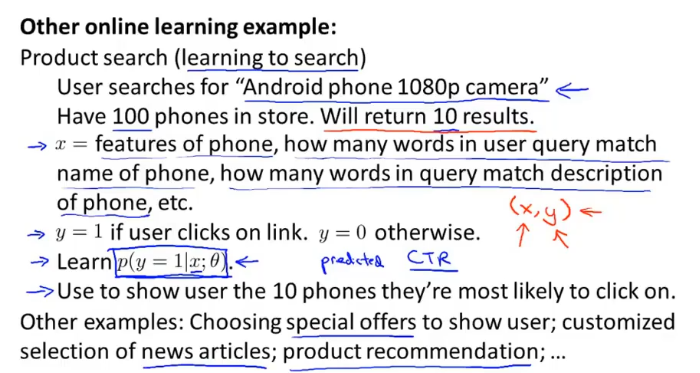 Other online learning example:
Product search (learning to search)
User searches for “Android phone 1080p camera”
Have 100 phones in store. Will return 10 results.
x = features of phone, how many words in user query match
name of phone, how many words in query match description
of phone, etc.
(x, y)
y = 1 if user clicks on link. y = 0 otherwise.
Learn p(y = 1|x; θ). predicted CTR
Use to show user the 10 phones they’re most likely to click on.
Other examples: Choosing special offers to show user; customized
selection of news articles; product recommendation; …